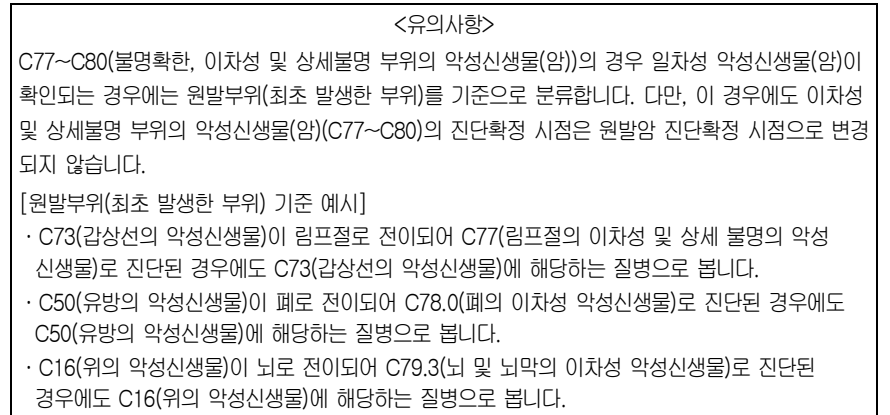 <유의사항>
C77~C80(불명확한, 이차성 및 상세불명 부위의 악성신생물(암))의 경우 일차성 악성신생물(암)이
확인되는 경우에는 원발부위(최초 발생한 부위)를 기준으로 분류합니다. 다만, 이 경우에도 이차성
및 상세불명 부위의 악성신생물(암)(C77~C80)의 진단확정 시점은 원발암 진단확정 시점으로 변경
되지 않습니다.
[원발부위(최초 발생한 부위) 기준 예시]
· C73(갑상선의 악성신생물)이 림프절로 전이되어 C77(림프절의 이차성 및 상세 불명의 악성
신생물)로 진단된 경우에도 C73(갑상선의 악성신생물)에 해당하는 질병으로 봅니다.
· C50(유방의 악성신생물)이 폐로 전이되어 C78.0(폐의 이차성 악성신생물)로 진단된 경우에도
C50(유방의 악성신생물)에 해당하는 질병으로 봅니다.
· C16(위의 악성신생물)이 뇌로 전이되어 C79.3(뇌 및 뇌막의 이차성 악성신생물)로 진단된
경우에도 C16(위의 악성신생물)에 해당하는 질병으로 봅니다.